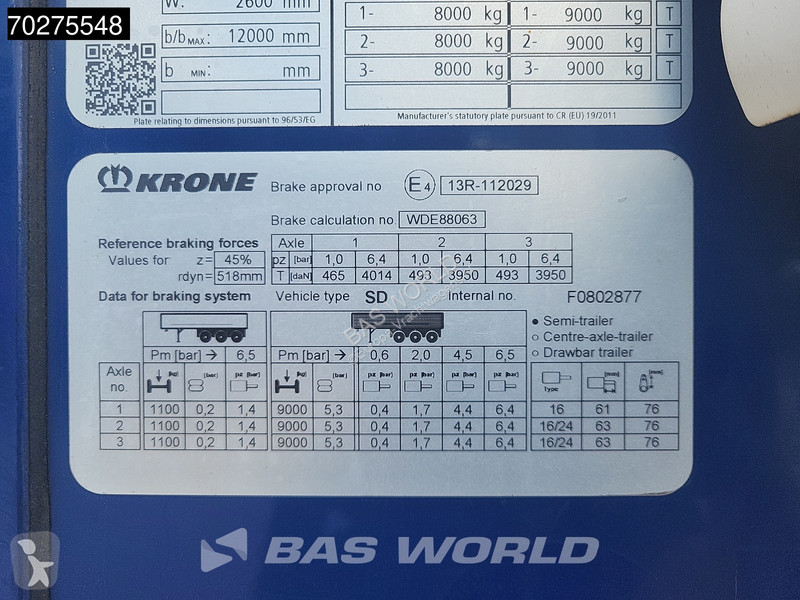 70275548
W: 2600 mm
b/b MAX: 12000 mm
b MIN: mm
1- 8000 kg 1- 9000 kg T
2- 8000 kg 2- 9000 kg T
3- 8000 kg 3- 9000 kg T
Plate relating to dimensions pursuant to 96/53/EG
Manufacturer's statutory plate pursuant to CR (EU) 19/2011
KRONE Brake approval no E4 13R-112029
Brake calculation no. WDE88063
Reference braking forces Axle 1 2 3
Values for z= 45% pz [bar] 1,0 6,4 1,0 6,4 1,0 6,4
rdyn= 518mm T [daN] 465 4014 493 3950 493 3950
Data for braking system Vehicle type SD Internal no. F0802877
• Semi-trailer
○ Centre-axle-trailer
○ Drawbar trailer
Pm [bar] → 6,5 Pm [bar] → 0,6 2,0 4,5 6,5
Axle no. [kg] [bar] pz [bar] [kg] [bar] pz [bar] pz [bar] pz [bar] pz [bar] Type [mm] [mm]
1 1100 0,2 1,4 9000 5,3 0,4 1,7 4,4 6,4 16 61 76
2 1100 0,2 1,4 9000 5,3 0,4 1,7 4,4 6,4 16/24 63 76
3 1100 0,2 1,4 9000 5,3 0,4 1,7 4,4 6,4 16/24 63 76
BAS WORLD
BAS WORLD